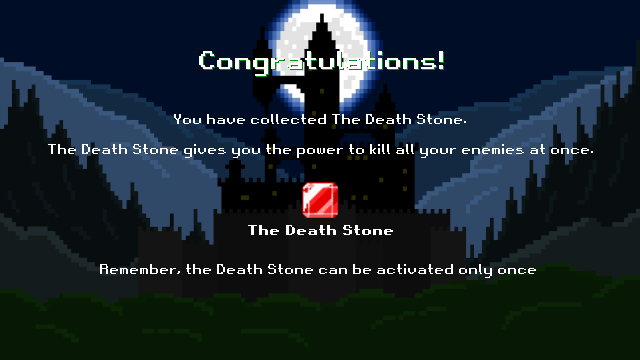 Congratulations!
You have collected The Death Stone.
The Death Stone gives you the power to kill all your enemies at once.
The Death Stone
Remember, the Death Stone can be activated only once